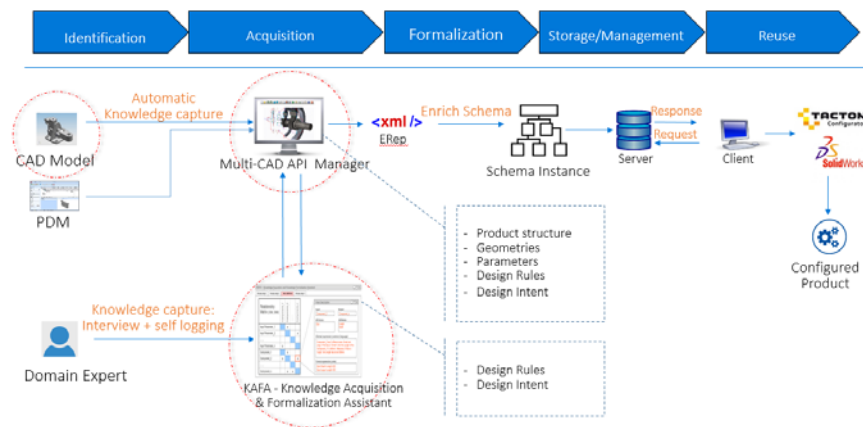 Identification
Acquisition
Formalization
Storage/Management
Reuse
Automatic
Knowledge capture
CAD Model
PDM
Multi-CAD API Manager
<xml />
ERep
Enrich Schema
Schema Instance
Response
Request
Server
Client
TACTON
Configurator
SolidWorks
Configured
Product
- Product structure
- Geometries
- Parameters
- Design Rules
- Design Intent
Knowledge capture:
Interview + self logging
Domain Expert
KAFA - Knowledge Acquisition
& Formalization Assistant
- Design Rules
- Design Intent